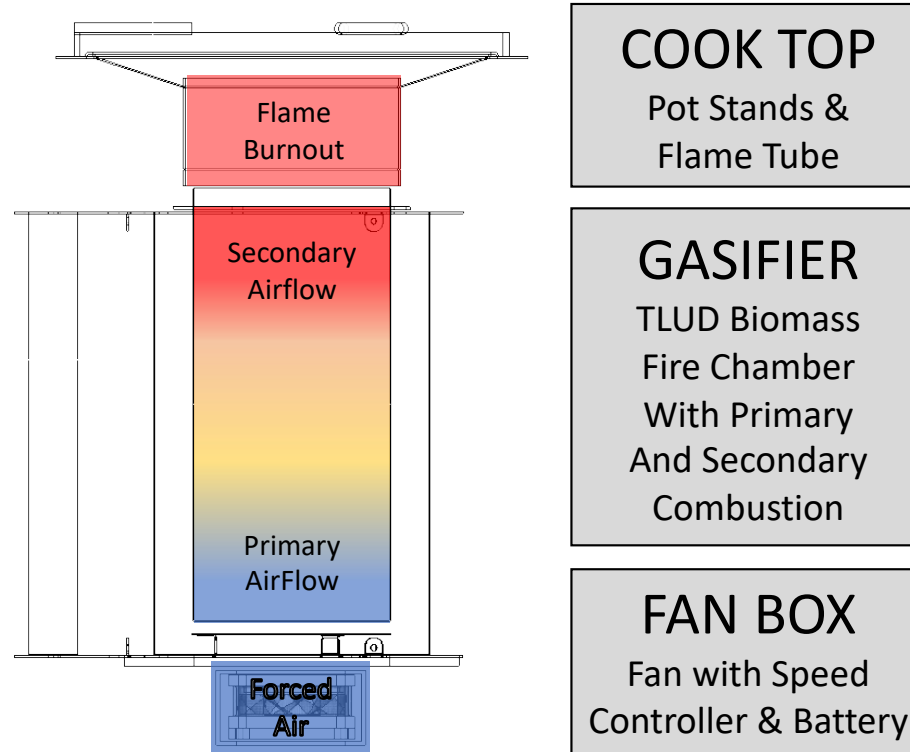 Flame
Burnout
Secondary
Airflow
Primary
AirFlow
Forced
Air
COOK TOP
Pot Stands &
Flame Tube
GASIFIER
TLUD Biomass
Fire Chamber
With Primary
And Secondary
Combustion
FAN BOX
Fan with Speed
Controller & Battery